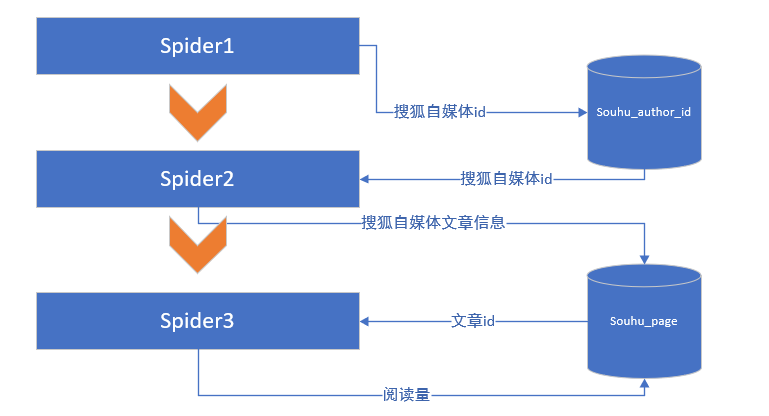 Spider1
搜狐自媒体id
Souhu_author_id
Spider2
搜狐自媒体id
搜狐自媒体文章信息
Spider3
文章id
Souhu_page
阅读量